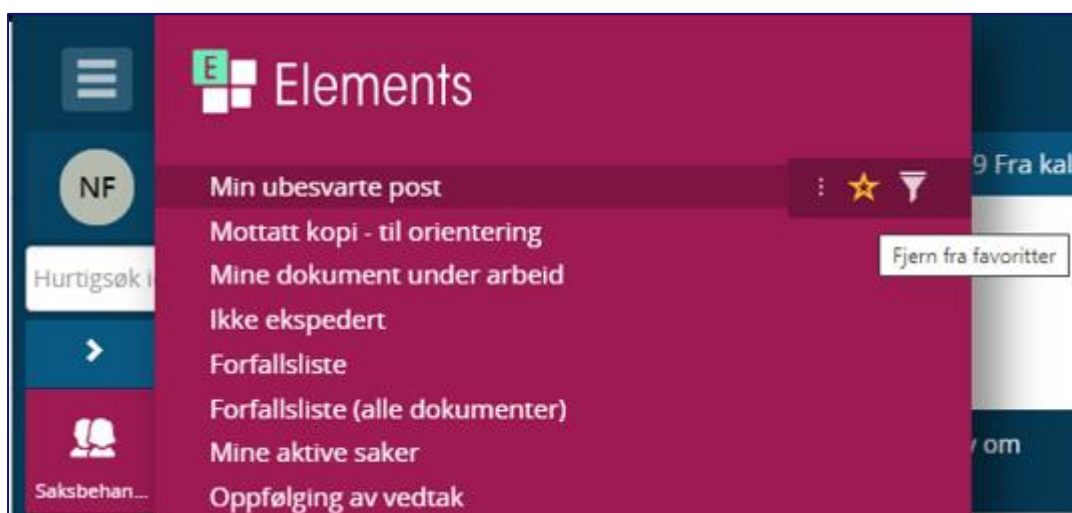 E Elements
9 Fra kal
NF
Min ubesvarte post
Mottatt kopi - til orientering
Fjern fra favoritter
Hurtigsøk i
Mine dokument under arbeid
Ikke ekspedert
Forfallsliste
Forfallsliste (alle dokumenter)
Mine aktive saker
om
Saksbehan...
Oppfølging av vedtak